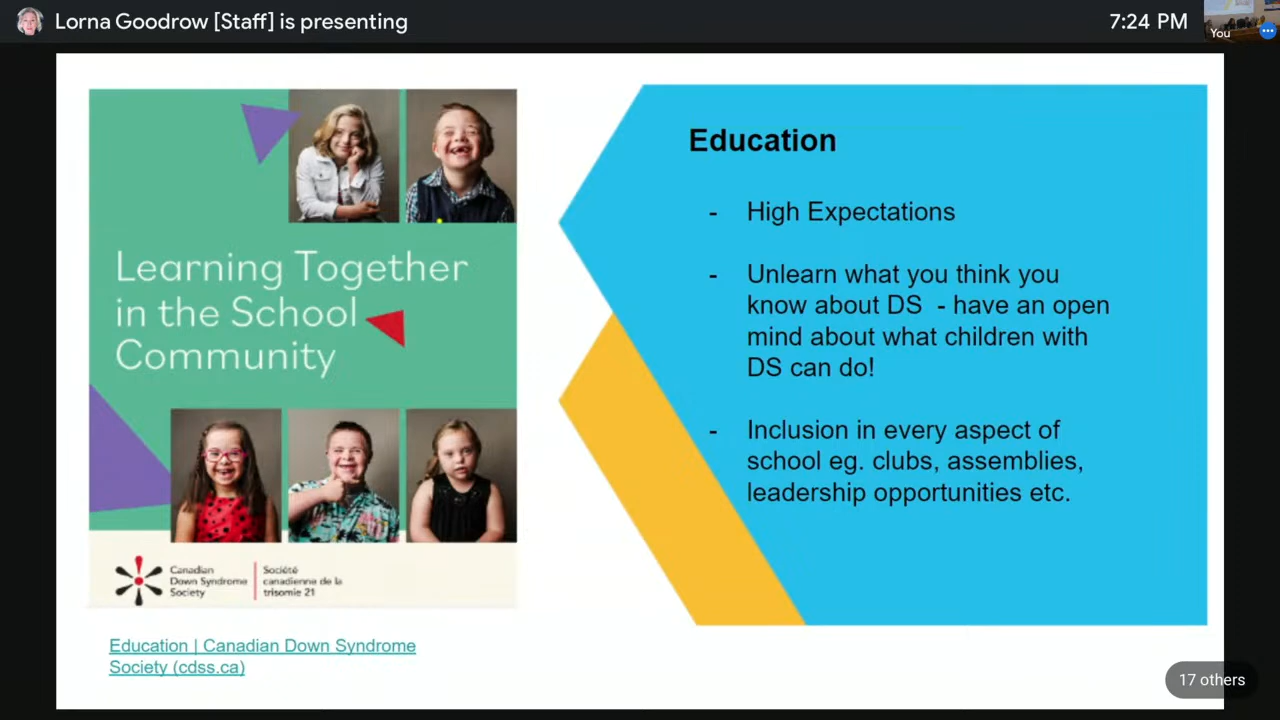 Lorna Goodrow [Staff] is presenting
7:24 PM
You
Learning Together
in the School
Community
Canadian
Down Syndrome
Society
Société
canadienne de la
trisomie 21
Education | Canadian Down Syndrome
Society (cdss.ca)
Education
- High Expectations
- Unlearn what you think you
know about DS - have an open
mind about what children with
DS can do!
- Inclusion in every aspect of
school eg. clubs, assemblies,
leadership opportunities etc.
17 others